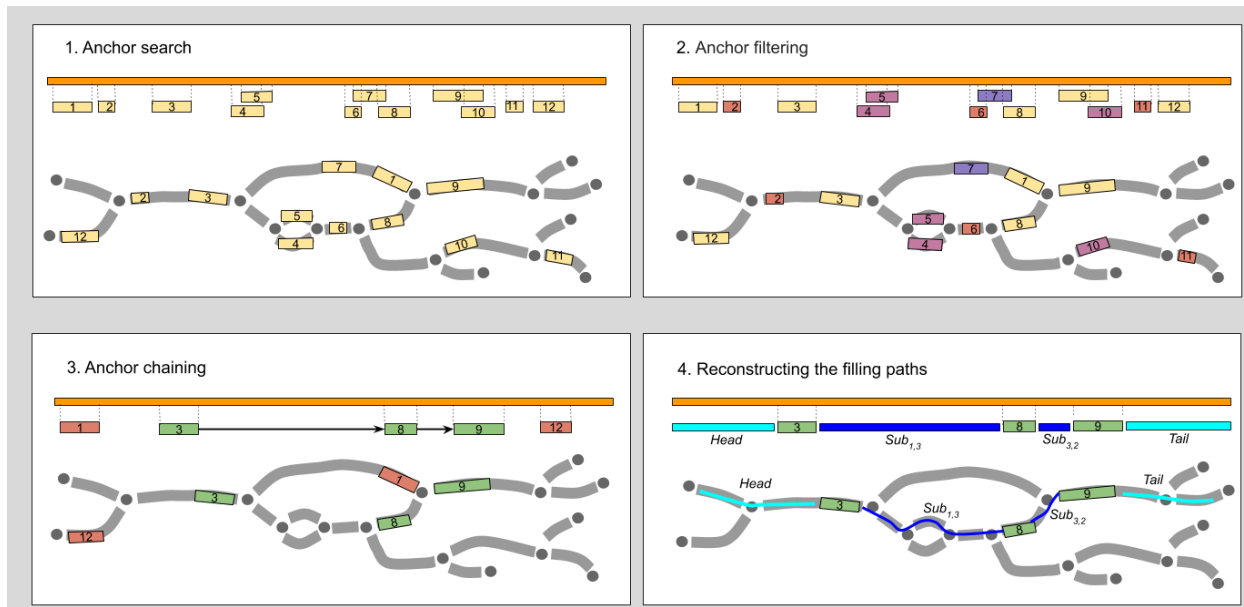 1. Anchor search
5
7
9
1 2 3 4 6 8 10 11 12
7
1
9
2 3
5
8
6
12
4
10
11
2. Anchor filtering
5
7
9
1 2 3 4 6 8 10 11 12
7
1
9
2 3
5
8
6
12
4
10
11
3. Anchor chaining
1 3 8 9 12
1
9
3
8
12
4. Reconstructing the filling paths
3 8 9
Head Sub1,3 Sub3,2 Tail
Head
Tail
9
3
Sub1,3
Sub3,2
8